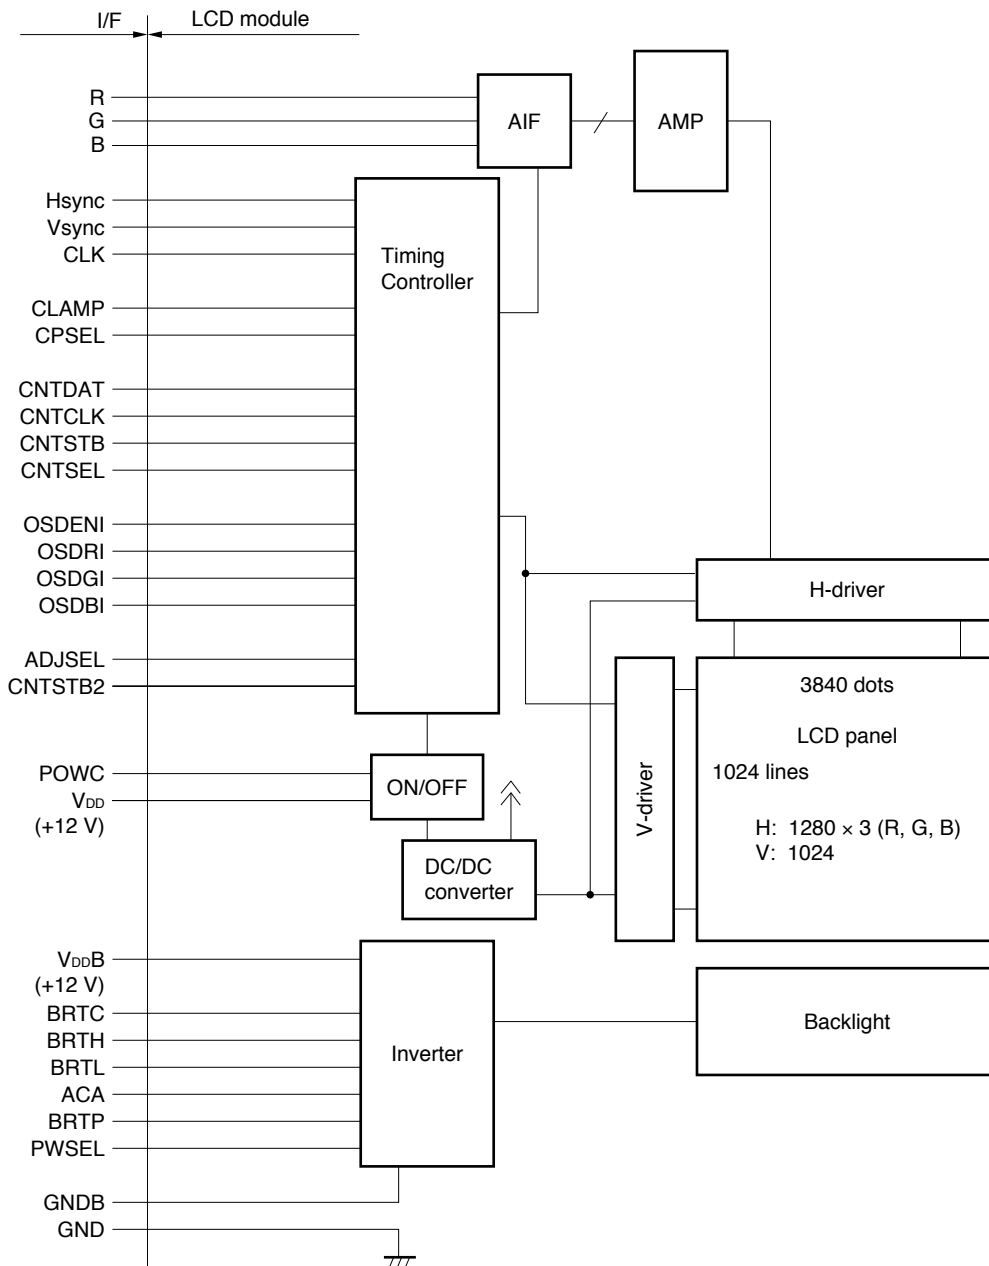 I/F
LCD module
R
G
B
AIF
AMP
Hsync
Vsync
CLK
CLAMP
CPSEL
CNTDAT
CNTCLK
CNTSTB
CNTSEL
OSDENI
OSDRI
OSDGI
OSDBI
ADJSEL
CNTSTB2
Timing
Controller
H-driver
3840 dots
LCD panel
1024 lines
H: 1280 × 3 (R, G, B)
V: 1024
V-driver
POWC
VDD
(+12 V)
ON/OFF
DC/DC
converter
VDDB
(+12 V)
BRTC
BRTH
BRTL
ACA
BRTP
PWSEL
Inverter
Backlight
GNDB
GND